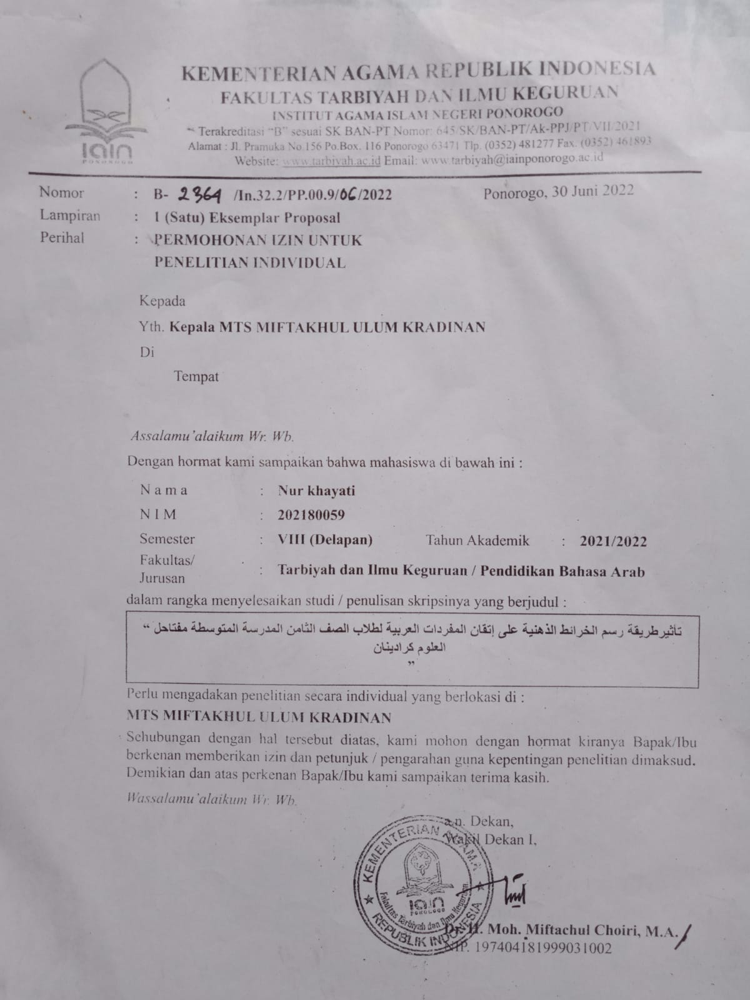 KEMENTERIAN AGAMA REPUBLIK INDONESIA
FAKULTAS TARBIYAH DAN ILMU KEGURUAN
INSTITUT AGAMA ISLAM NEGERI PONOROGO
Terakreditasi "B" sesuai SK BAN-PT Nomor: 645/SK/BAN-PT/Ak-PPJ/PT/VII/2021
Alamat : Jl. Pramuka No.156 Po.Box. 116 Ponorogo 63471 Tlp. (0352) 481277 Fax. (0352) 461893
Website: www.tarbiyah.ac.id Email: www.tarbiyah@iainponorogo.ac.id
iain
PONOROGO
Nomor : B- 2364 /In.32.2/PP.00.9/06/2022 Ponorogo, 30 Juni 2022
Lampiran : 1 (Satu) Eksemplar Proposal
Perihal : PERMOHONAN IZIN UNTUK
PENELITIAN INDIVIDUAL
Kepada
Yth. Kepala MTS MIFTAKHUL ULUM KRADINAN
Di
Tempat
Assalamu'alaikum Wr. Wb.
Dengan hormat kami sampaikan bahwa mahasiswa di bawah ini :
N a m a : Nur khayati
N I M : 202180059
Semester : VIII (Delapan) Tahun Akademik : 2021/2022
Fakultas/
Jurusan : Tarbiyah dan Ilmu Keguruan / Pendidikan Bahasa Arab
dalam rangka menyelesaikan studi / penulisan skripsinya yang berjudul :
تأثيرطريقة رسم الخرائط الذهنية على إتقان المفردات العربية لطلاب الصف الثامن المدرسة المتوسطة مفتاحل “
العلوم كرادينان
”
Perlu mengadakan penelitian secara individual yang berlokasi di :
MTS MIFTAKHUL ULUM KRADINAN
Sehubungan dengan hal tersebut diatas, kami mohon dengan hormat kiranya Bapak/Ibu
berkenan memberikan izin dan petunjuk / pengarahan guna kepentingan penelitian dimaksud.
Demikian dan atas perkenan Bapak/Ibu kami sampaikan terima kasih.
Wassalamu'alaikum Wr. Wb.
a.n. Dekan,
Wakil Dekan I,
KEMENTERIAN AGAMA
REPUBLIK INDONESIA
iain
PONOROGO
Fakultas Tarbiyah dan Ilmu Keguruan
Dr. H. Moh. Miftachul Choiri, M.A.
NIP. 197404181999031002